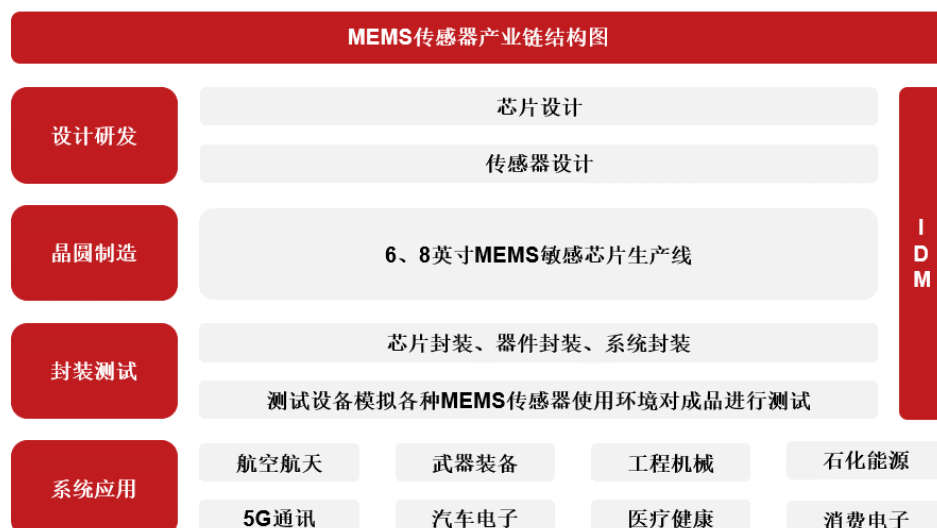 MEMS传感器产业链结构图
设计研发
芯片设计
传感器设计
晶圆制造
6、8英寸MEMS敏感芯片生产线
封装测试
芯片封装、器件封装、系统封装
测试设备模拟各种MEMS传感器使用环境对成品进行测试
I
D
M
系统应用
航空航天 武器装备 工程机械 石化能源
5G通讯 汽车电子 医疗健康 消费电子